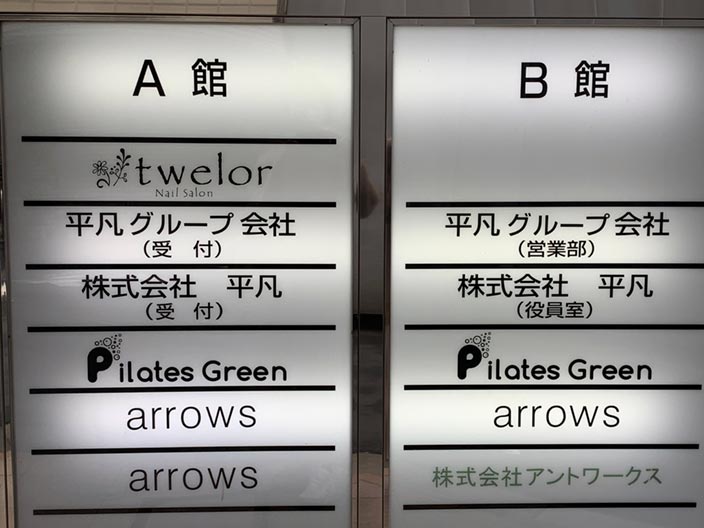 A 館
twelor
Nail Salon
平凡グループ会社
(受 付)
株式会社 平凡
(受 付)
Pilates Green
arrows
arrows
B 館
平凡グループ会社
(営業部)
株式会社 平凡
(役員室)
Pilates Green
arrows
株式会社アントワークス